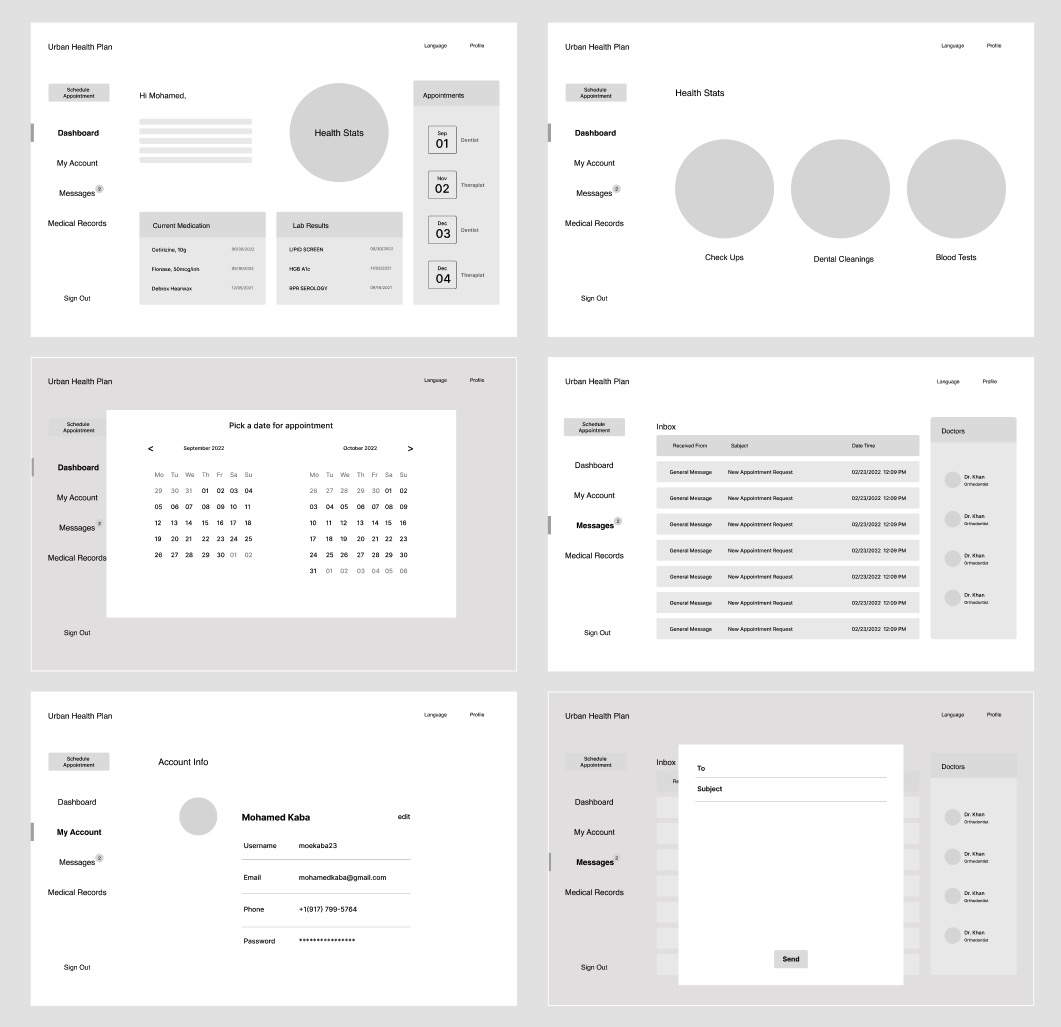 Urban Health Plan
Language Profile
Schedule
Appointment
Dashboard
My Account
Messages 2
Medical Records
Sign Out
Hi Mohamed,
Health Stats
Current Medication
Cetirizine, 10g
Flonase, 50mcg/inh
Debrox Hearwax 12/09/2021
Lab Results
LIPID SCREEN
HGB A1c 11/02/2021
RPR SEROLOGY 09/18/2021
Appointments
Sep
01 Dentist
Nov
02 Therapist
Dec
03 Dentist
Dec
04 Therapist
Urban Health Plan
Language Profile
Schedule
Appointment
Dashboard
My Account
Messages 2
Medical Records
Sign Out
Health Stats
Check Ups
Dental Cleanings
Blood Tests
Urban Health Plan
Language Profile
Schedule
Appointment
Dashboard
My Account
Messages 2
Medical Records
Sign Out
Pick a date for appointment
< September 2022
Mo Tu We Th Fr Sa Su
29 30 31 01 02 03 04
05 06 07 08 09 10 11
12 13 14 15 16 17 18
19 20 21 22 23 24 25
26 27 28 29 30 01 02
October 2022 >
Mo Tu We Th Fr Sa Su
26 27 28 29 30 01 02
03 04 05 06 07 08 09
10 11 12 13 14 15 16
17 18 19 20 21 22 23
24 25 26 27 28 29 30
31 01 02 03 04 05 06
Urban Health Plan
Language Profile
Schedule
Appointment
Dashboard
My Account
Messages 2
Medical Records
Sign Out
Inbox
Received From Subject Date Time
General Message New Appointment Request 02/23/2022 12:09 PM
General Message New Appointment Request 02/23/2022 12:09 PM
General Message New Appointment Request 02/23/2022 12:09 PM
General Message New Appointment Request 02/23/2022 12:09 PM
General Message New Appointment Request 02/23/2022 12:09 PM
General Message New Appointment Request 02/23/2022 12:09 PM
General Message New Appointment Request 02/23/2022 12:09 PM
Doctors
Dr. Khan
Orthodontist
Dr. Khan
Orthodontist
Dr. Khan
Orthodontist
Dr. Khan
Orthodontist
Urban Health Plan
Language Profile
Schedule
Appointment
Dashboard
My Account
Messages 2
Medical Records
Sign Out
Account Info
Mohamed Kaba edit
Username moekaba23
Email mohamedkaba@gmail.com
Phone +1(917) 799-5764
Password ****************
Urban Health Plan
Language Profile
Schedule
Appointment
Dashboard
My Account
Messages 2
Medical Records
Sign Out
Inbox
Re
To
Subject
Send
Doctors
Dr. Khan
Orthodontist
Dr. Khan
Orthodontist
Dr. Khan
Orthodontist
Dr. Khan
Orthodontist